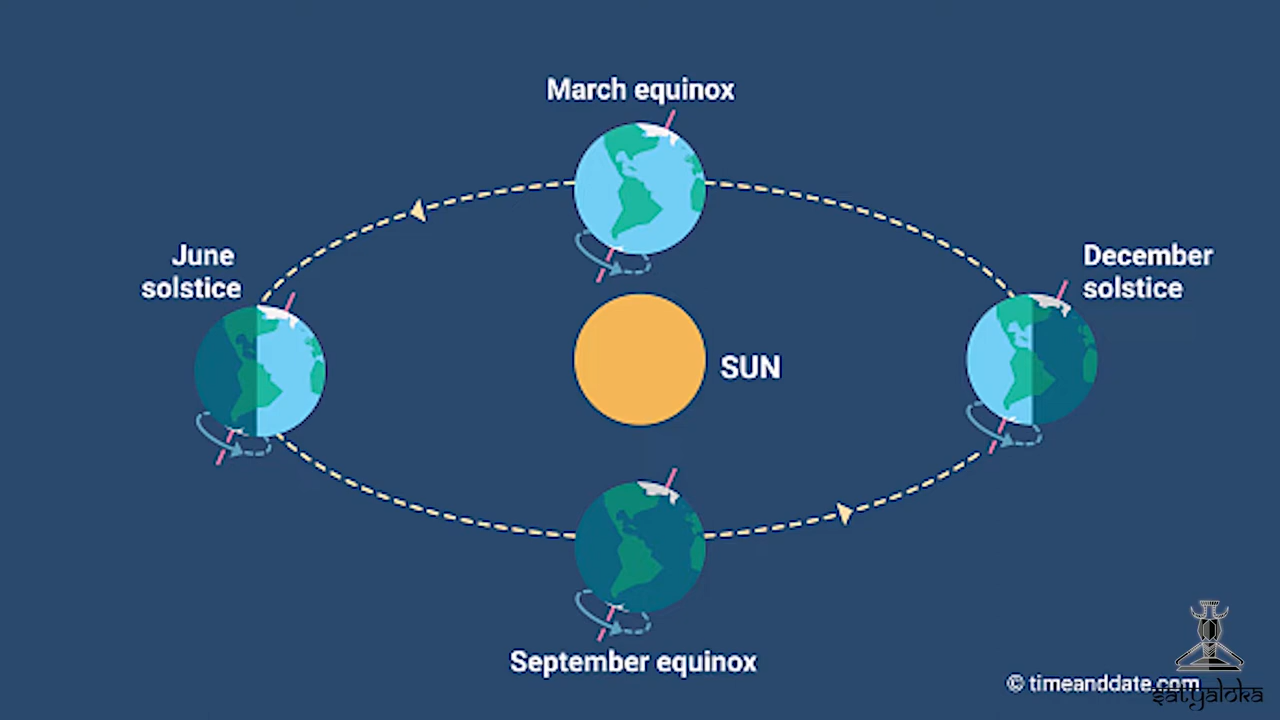 March equinox
June
solstice
December
solstice
SUN
September equinox
© timeanddate.com
satyaloka